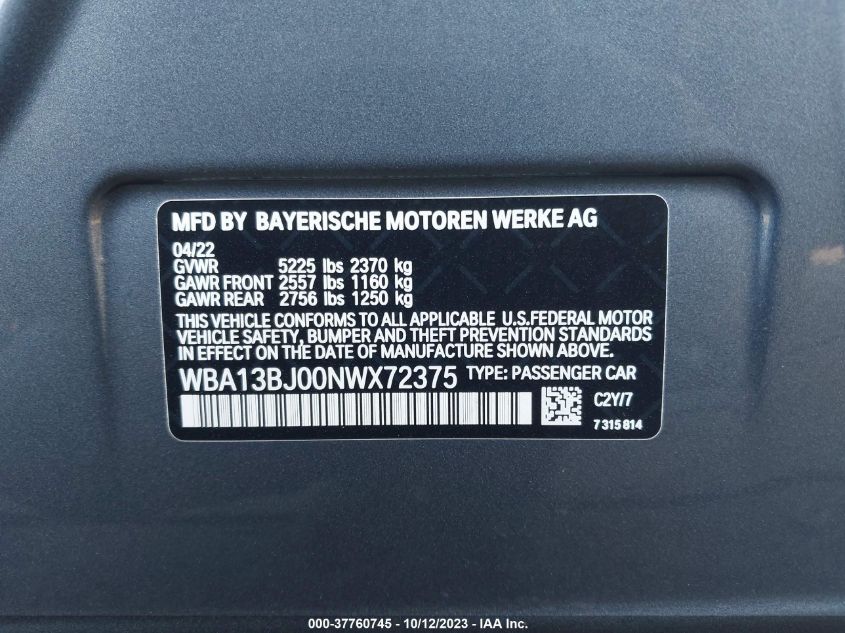 MFD BY BAYERISCHE MOTOREN WERKE AG
04/22
GVWR 5225 lbs 2370 kg
GAWR FRONT 2557 lbs 1160 kg
GAWR REAR 2756 lbs 1250 kg
THIS VEHICLE CONFORMS TO ALL APPLICABLE U.S.FEDERAL MOTOR
VEHICLE SAFETY, BUMPER AND THEFT PREVENTION STANDARDS
IN EFFECT ON THE DATE OF MANUFACTURE SHOWN ABOVE.
WBA13BJ00NWX72375 TYPE: PASSENGER CAR
C2Y/7
7 315 814
000-37760745 - 10/12/2023 - IAA Inc.